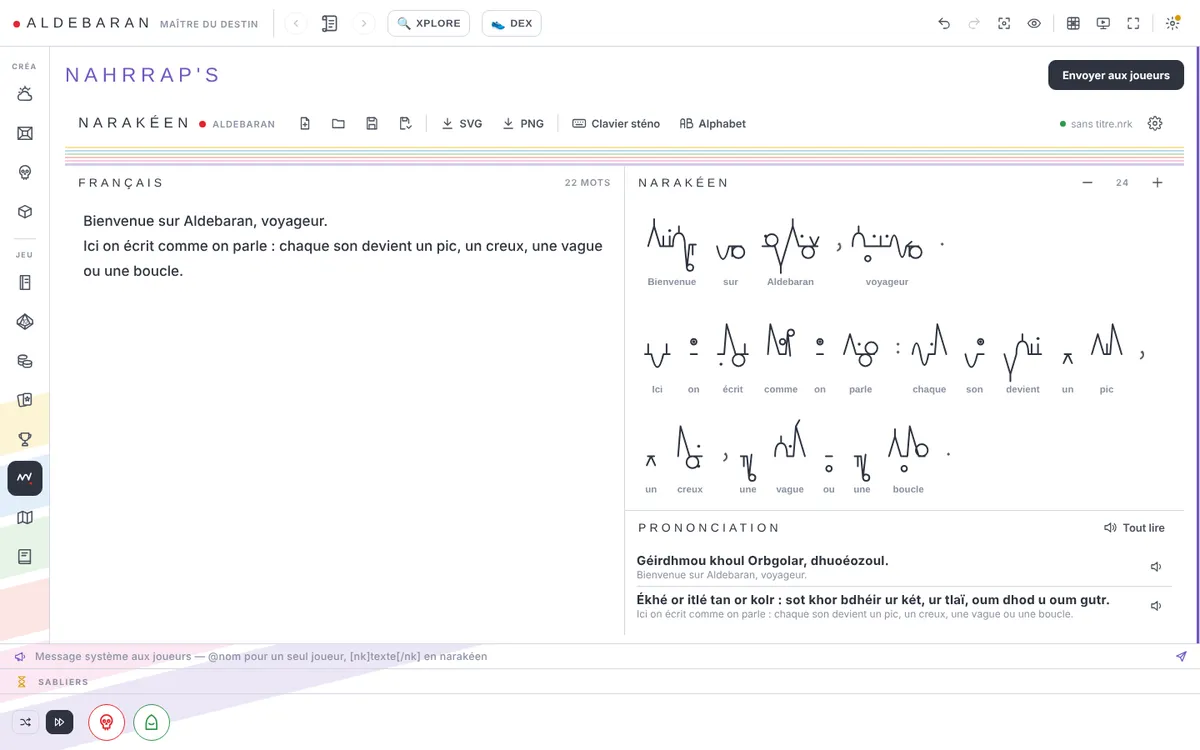 ALDEBARAN MAÎTRE DU DESTIN XPLORE DEX
CRÉA
NAHRRAP'S
Envoyer aux joueurs
NARAKÉEN ALDEBARAN SVG PNG Clavier sténo Alphabet sans titre.nrk
FRANÇAIS 22 MOTS
Bienvenue sur Aldebaran, voyageur.
Ici on écrit comme on parle : chaque son devient un pic, un creux, une vague
ou une boucle.
JEU
NARAKÉEN − 24 +
Bienvenue sur Aldebaran voyageur
Ici on écrit comme on parle chaque son devient un pic
un creux une vague ou une boucle
PRONONCIATION Tout lire
Géirdhmou khoul Orbgolar, dhuoéozoul.
Bienvenue sur Aldebaran, voyageur.
Ékhé or itlé tan or kolr : sot khor bdhéir ur két, ur tlaï, oum dhod u oum gutr.
Ici on écrit comme on parle : chaque son devient un pic, un creux, une vague ou une boucle.
Message système aux joueurs — @nom pour un seul joueur, [nk]texte[/nk] en narakéen
SABLIERS